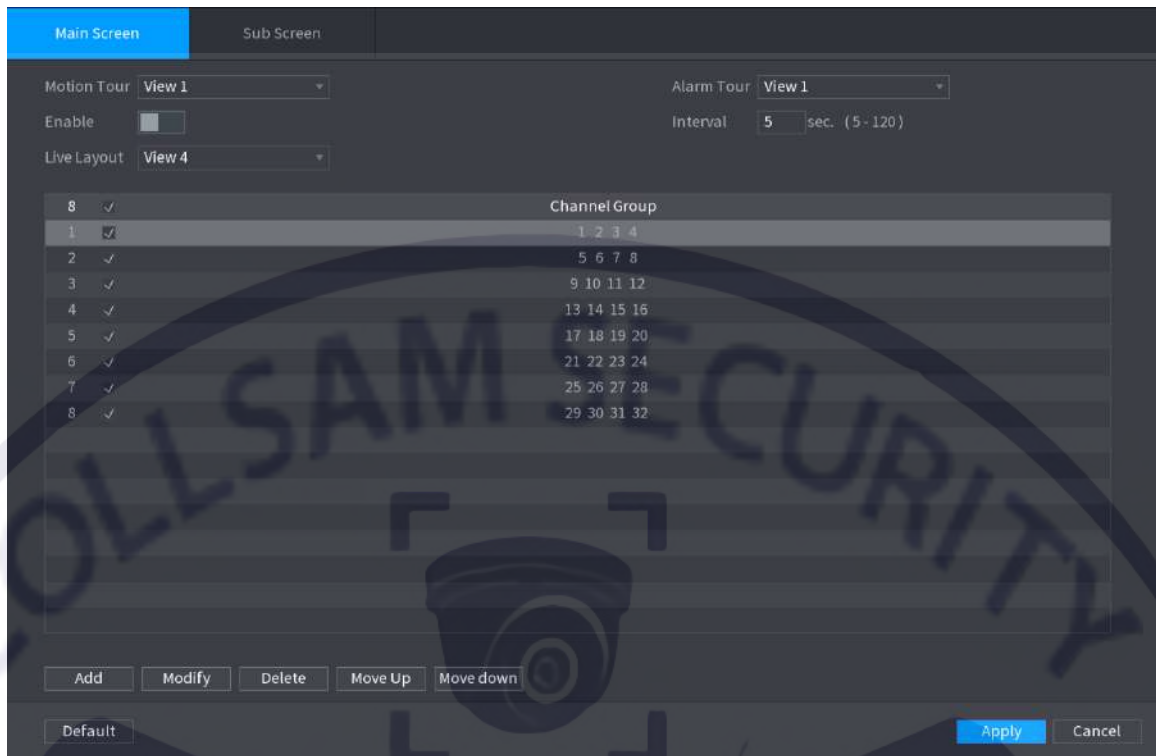 Main Screen Sub Screen
Motion Tour View 1 Alarm Tour View 1
Enable Interval 5 sec. (5-120)
Live Layout View 4
8 Channel Group
1 1 2 3 4
2 5 6 7 8
3 9 10 11 12
4 13 14 15 16
5 17 18 19 20
6 21 22 23 24
7 25 26 27 28
8 29 30 31 32
OLLSAM SECURITY
Add Modify Delete Move Up Move down
Default Apply Cancel